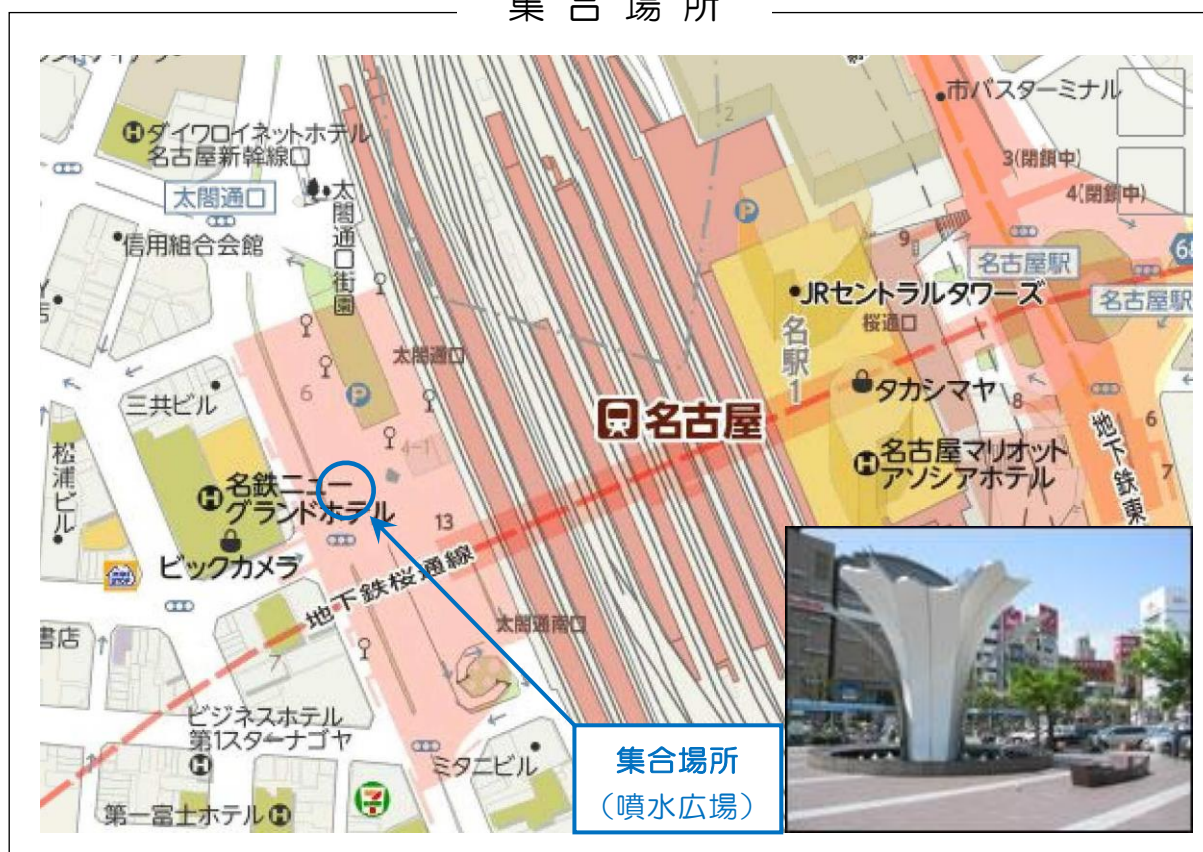 集合場所
ダイワロイネットホテル
名古屋新幹線口
太閤通口
信用組合会館
太閤通口街園
市バスターミナル
3(閉鎖中)
4(閉鎖中)
2
9
名古屋駅
名古屋駅
68
JRセントラルタワーズ
桜通口
名駅1
太閤通口
6
三共ビル
4-1
名古屋
タカシマヤ
8
6
7
松浦ビル
名鉄ニュー
グランドホテル
13
名古屋マリオット
アソシアホテル
地下鉄東
ビックカメラ
地下鉄桜通線
書店
7
太閤通南口
ビジネスホテル
第1スターナゴヤ
ミタニビル
第一富士ホテル
集合場所
（噴水広場）